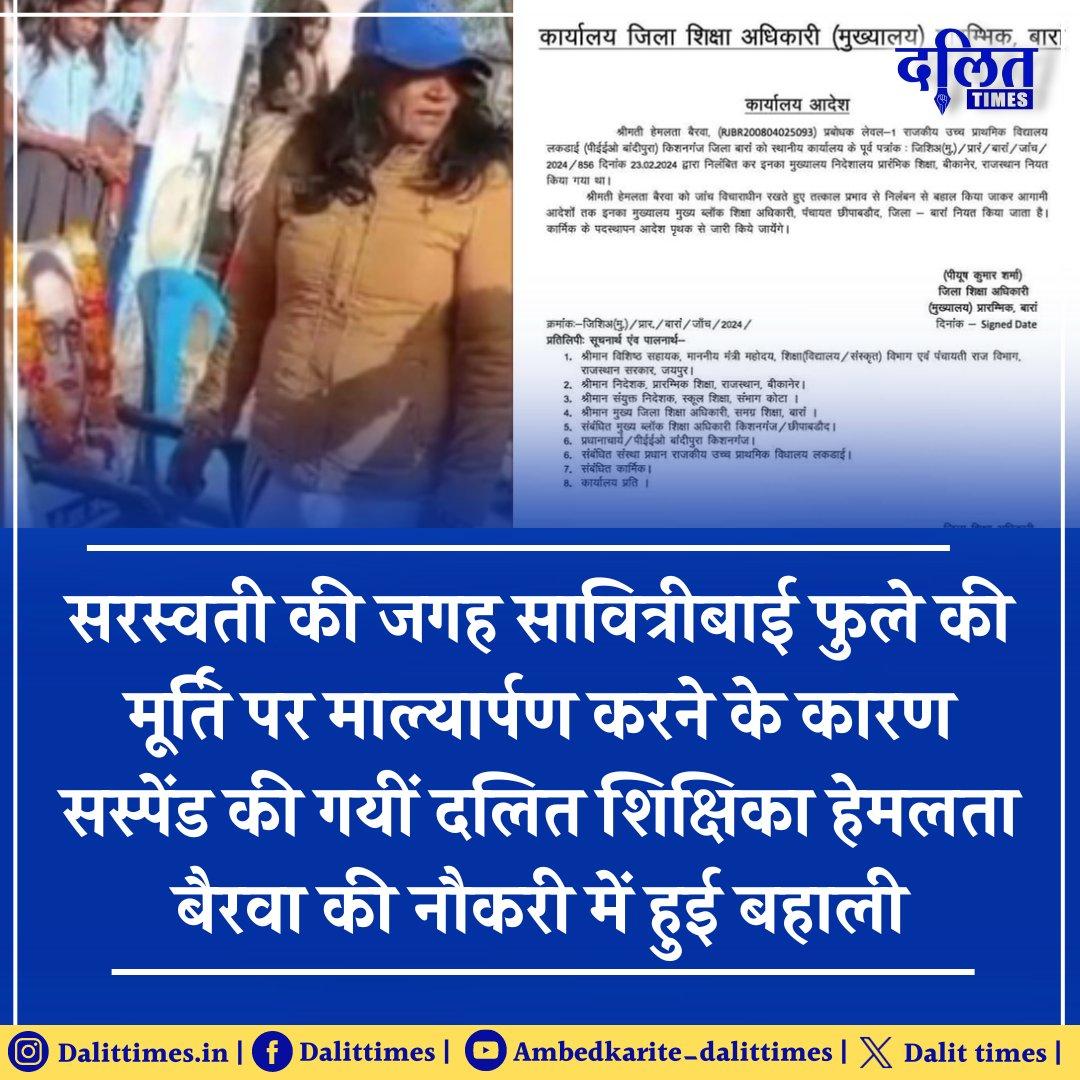 कार्यालय जिला शिक्षा अधिकारी (मुख्यालय) प्रारम्भिक, बारां
दलित
TIMES
कार्यालय आदेश
श्रीमती हेमलता बैरवा, (RJBR200804025093) प्रबोधक लेवल–1 राजकीय उच्च प्राथमिक विद्यालय
लकडाई (पीईईओ बांदीपुरा) किशनगंज जिला बारां को स्थानीय कार्यालय के पूर्व पत्रांक : जिशिअ(मु.)/प्रारं/बारां/जांच/
2024/856 दिनांक 23.02.2024 द्वारा निलंबित कर इनका मुख्यालय निदेशालय प्रारंभिक शिक्षा, बीकानेर, राजस्थान नियत
किया गया था।
श्रीमती हेमलता बैरवा को जांच विचाराधीन रखते हुए तत्काल प्रभाव से निलंबन से बहाल किया जाकर आगामी
आदेशों तक इनका मुख्यालय मुख्य ब्लॉक शिक्षा अधिकारी, पंचायत छीपाबडौद, जिला – बारां नियत किया जाता है।
कार्मिक के पदस्थापन आदेश पृथक से जारी किये जायेंगे।
(पीयूष कुमार शर्मा)
जिला शिक्षा अधिकारी
(मुख्यालय) प्रारम्भिक, बारां
दिनांक – Signed Date
क्रमांकः–जिशिअ(मु.)/प्रार./बारां/जाँच/2024/
प्रतिलिपिः सूचनार्थ एंव पालनार्थ–
1. श्रीमान विशिष्ठ सहायक, माननीय मंत्री महोदय, शिक्षा(विद्यालय/संस्कृत) विभाग एवं पंचायती राज विभाग,
राजस्थान सरकार, जयपुर।
2. श्रीमान निदेशक, प्रारम्भिक शिक्षा, राजस्थान, बीकानेर।
3. श्रीमान संयुक्त निदेशक, स्कूल शिक्षा, संभाग कोटा ।
4. श्रीमान मुख्य जिला शिक्षा अधिकारी, समग्र शिक्षा, बारां ।
5. संबंधित मुख्य ब्लॉक शिक्षा अधिकारी किशनगंज/छीपाबडौद।
6. प्रधानाचार्य/पीईईओ बांदीपुरा किशनगंज।
6. संबंधित संस्था प्रधान राजकीय उच्च प्राथमिक विधालय लकडाई।
7. संबंधित कार्मिक।
8. कार्यालय प्रति ।
सरस्वती की जगह सावित्रीबाई फुले की
मूर्ति पर माल्यार्पण करने के कारण
सस्पेंड की गयीं दलित शिक्षिका हेमलता
बैरवा की नौकरी में हुई बहाली
Dalittimes.in | Dalittimes | Ambedkarite_dalittimes | Dalit times |